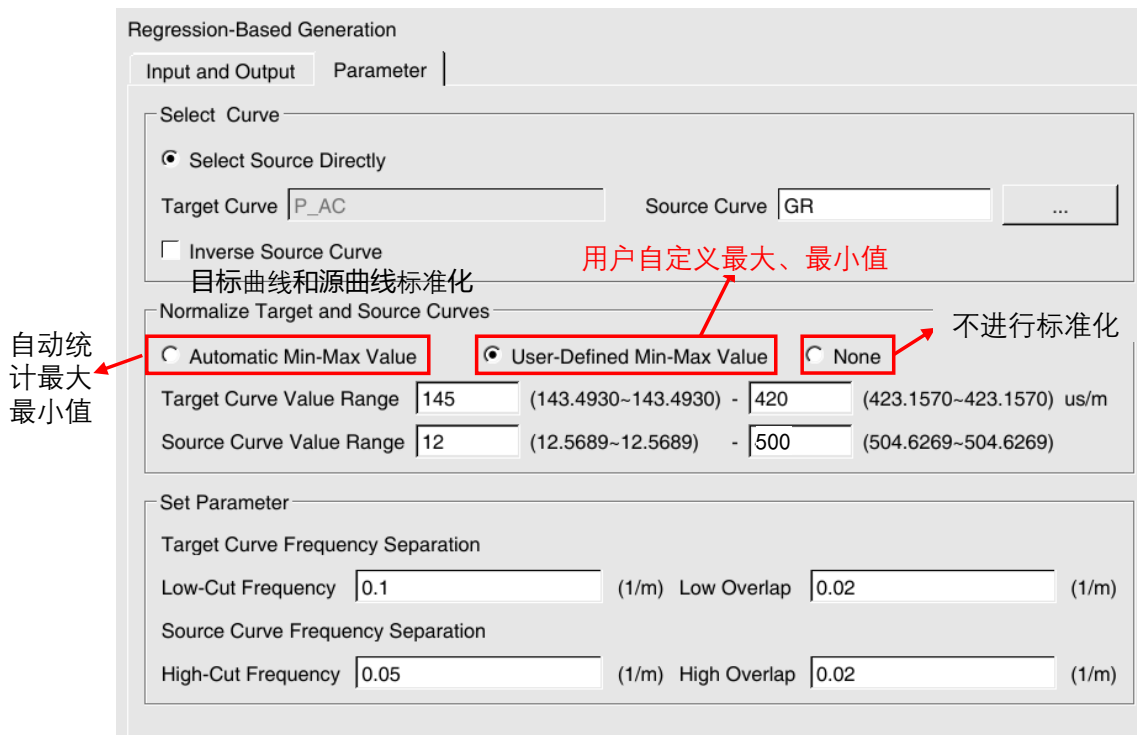 Regression-Based Generation
Input and Output Parameter
Select Curve
Select Source Directly
Target Curve P_AC Source Curve GR ...
Inverse Source Curve
用户自定义最大、最小值
目标曲线和源曲线标准化
Normalize Target and Source Curves
不进行标准化
自动统
计最大
最小值
Automatic Min-Max Value User-Defined Min-Max Value None
Target Curve Value Range 145 (143.4930~143.4930) - 420 (423.1570~423.1570) us/m
Source Curve Value Range 12 (12.5689~12.5689) - 500 (504.6269~504.6269)
Set Parameter
Target Curve Frequency Separation
Low-Cut Frequency 0.1 (1/m) Low Overlap 0.02 (1/m)
Source Curve Frequency Separation
High-Cut Frequency 0.05 (1/m) High Overlap 0.02 (1/m)